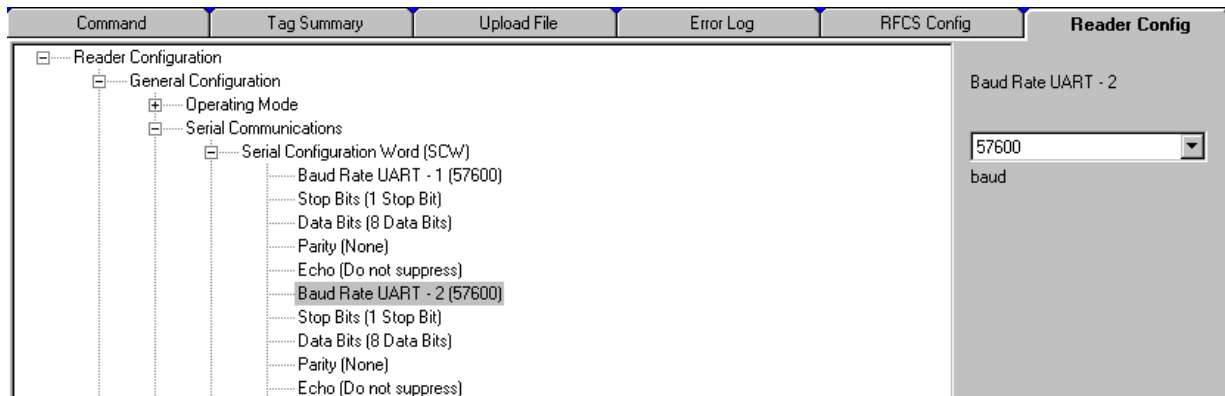 Command Tag Summary Upload File Error Log RFCS Config Reader Config
Reader Configuration
General Configuration
Operating Mode
Serial Communications
Serial Configuration Word (SCW)
Baud Rate UART - 1 (57600)
Stop Bits (1 Stop Bit)
Data Bits (8 Data Bits)
Parity (None)
Echo (Do not suppress)
Baud Rate UART - 2 (57600)
Stop Bits (1 Stop Bit)
Data Bits (8 Data Bits)
Parity (None)
Echo (Do not suppress)
Baud Rate UART - 2
57600
baud